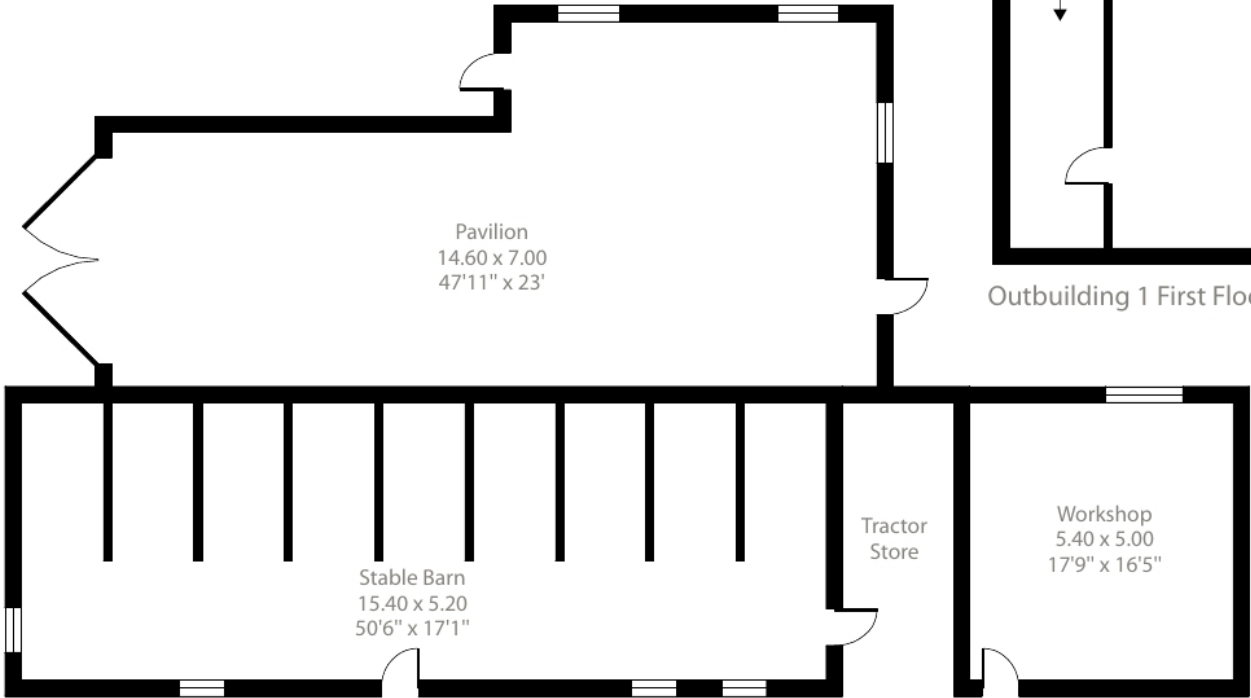 Pavilion
14.60 x 7.00
47'11" x 23'
Outbuilding 1 First
Stable Barn
15.40 x 5.20
50'6" x 17'1"
Tractor
Store
Workshop
5.40 x 5.00
17'9" x 16'5"